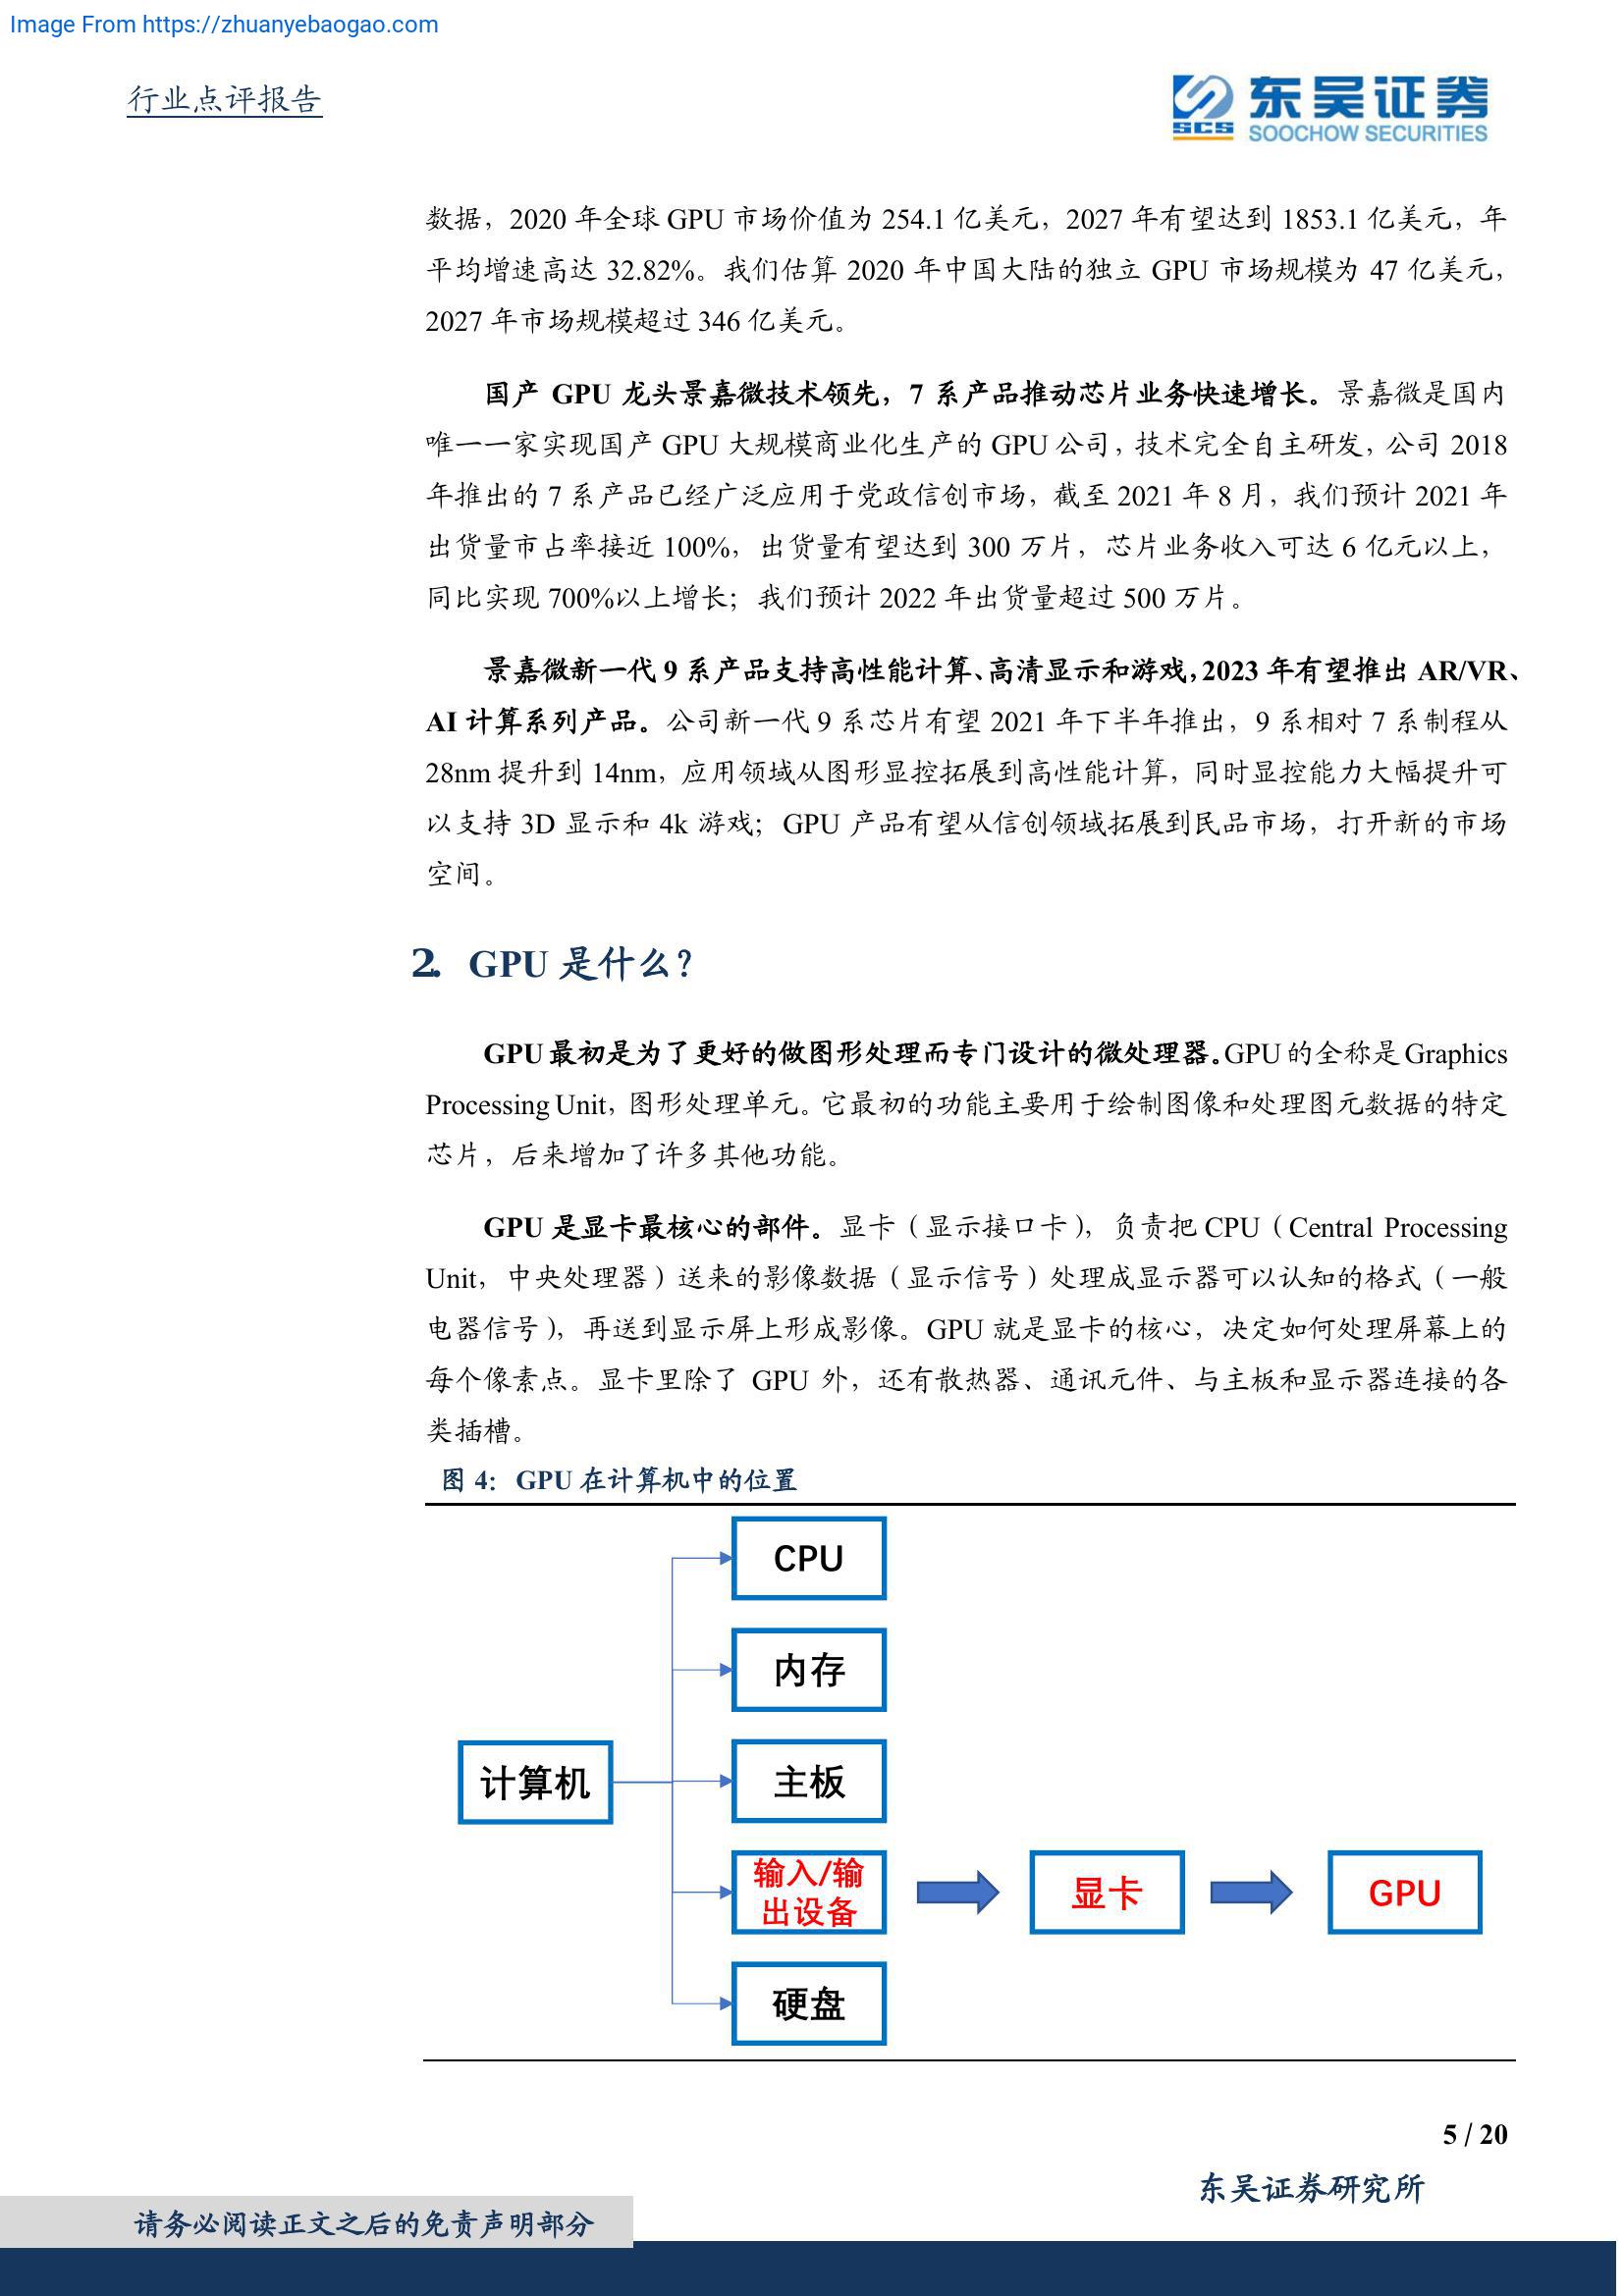 Image From https://zhuanyebaogao.com
行业点评报告
东吴证券
SCS
SOOCHOW SECURITIES
数据，2020 年全球 GPU 市场价值为 254.1 亿美元，2027 年有望达到 1853.1 亿美元，年
平均增速高达 32.82%。我们估算 2020 年中国大陆的独立 GPU 市场规模为 47 亿美元，
2027 年市场规模超过 346 亿美元。
国产 GPU 龙头景嘉微技术领先，7 系产品推动芯片业务快速增长。景嘉微是国内
唯一一家实现国产 GPU 大规模商业化生产的 GPU 公司，技术完全自主研发，公司 2018
年推出的 7 系产品已经广泛应用于党政信创市场，截至 2021 年 8 月，我们预计 2021 年
出货量市占率接近 100%，出货量有望达到 300 万片，芯片业务收入可达 6 亿元以上，
同比实现 700%以上增长；我们预计 2022 年出货量超过 500 万片。
景嘉微新一代 9 系产品支持高性能计算、高清显示和游戏，2023 年有望推出 AR/VR、
AI 计算系列产品。公司新一代 9 系芯片有望 2021 年下半年推出，9 系相对 7 系制程从
28nm 提升到 14nm，应用领域从图形显控拓展到高性能计算，同时显控能力大幅提升可
以支持 3D 显示和 4k 游戏；GPU 产品有望从信创领域拓展到民品市场，打开新的市场
空间。
2. GPU 是什么？
GPU 最初是为了更好的做图形处理而专门设计的微处理器。GPU 的全称是 Graphics
Processing Unit，图形处理单元。它最初的功能主要用于绘制图像和处理图元数据的特定
芯片，后来增加了许多其他功能。
GPU 是显卡最核心的部件。显卡（显示接口卡），负责把 CPU（Central Processing
Unit，中央处理器）送来的影像数据（显示信号）处理成显示器可以认知的格式（一般
电器信号），再送到显示屏上形成影像。GPU 就是显卡的核心，决定如何处理屏幕上的
每个像素点。显卡里除了 GPU 外，还有散热器、通讯元件、与主板和显示器连接的各
类插槽。
图 4：GPU 在计算机中的位置
CPU
内存
计算机
主板
输入/输
出设备
显卡
GPU
硬盘
5 / 20
东吴证券研究所
请务必阅读正文之后的免责声明部分